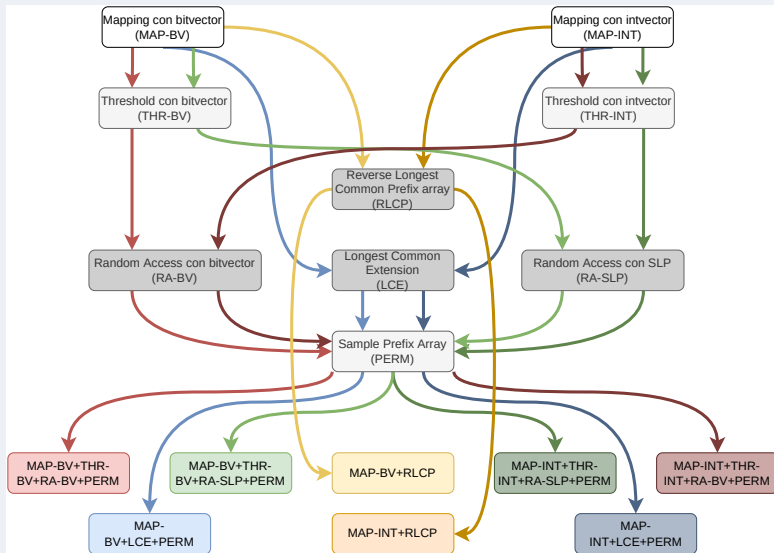 Mapping con bitvector
(MAP-BV)
Mapping con intvector
(MAP-INT)
Threshold con bitvector
(THR-BV)
Threshold con intvector
(THR-INT)
Reverse Longest
Common Prefix array
(RLCP)
Random Access con bitvector
(RA-BV)
Longest Common
Extension
(LCE)
Random Access con SLP
(RA-SLP)
Sample Prefix Array
(PERM)
MAP-BV+THR-
BV+RA-BV+PERM
MAP-BV+THR-
BV+RA-SLP+PERM
MAP-BV+RLCP
MAP-INT+THR-
INT+RA-SLP+PERM
MAP-INT+THR-
INT+RA-BV+PERM
MAP-
BV+LCE+PERM
MAP-INT+RLCP
MAP-
INT+LCE+PERM